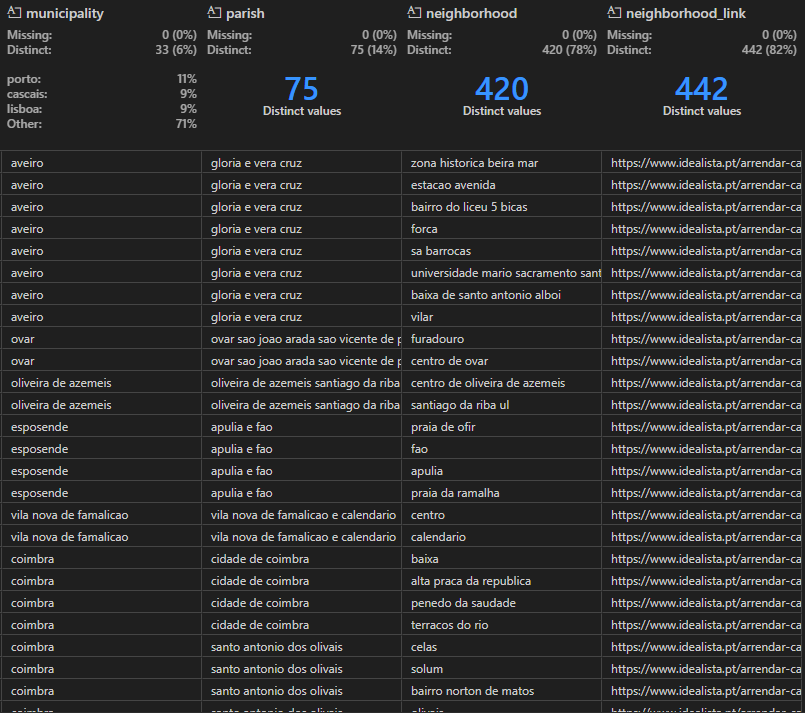 municipality parish neighborhood neighborhood_link
Missing: 0 (0%) Missing: 0 (0%) Missing: 0 (0%) Missing: 0 (0%)
Distinct: 33 (6%) Distinct: 75 (14%) Distinct: 420 (78%) Distinct: 442 (82%)
porto: 11%
cascais: 9%
lisboa: 9%
Other: 71%
75
Distinct values
420
Distinct values
442
Distinct values
aveiro gloria e vera cruz zona historica beira mar https://www.idealista.pt/arrendar-ca
aveiro gloria e vera cruz estacao avenida https://www.idealista.pt/arrendar-ca
aveiro gloria e vera cruz bairro do liceu 5 bicas https://www.idealista.pt/arrendar-ca
aveiro gloria e vera cruz forca https://www.idealista.pt/arrendar-ca
aveiro gloria e vera cruz sa barrocas https://www.idealista.pt/arrendar-ca
aveiro gloria e vera cruz universidade mario sacramento sant https://www.idealista.pt/arrendar-ca
aveiro gloria e vera cruz baixa de santo antonio alboi https://www.idealista.pt/arrendar-ca
aveiro gloria e vera cruz vilar https://www.idealista.pt/arrendar-ca
ovar ovar sao joao arada sao vicente de p furadouro https://www.idealista.pt/arrendar-ca
ovar ovar sao joao arada sao vicente de p centro de ovar https://www.idealista.pt/arrendar-ca
oliveira de azemeis oliveira de azemeis santiago da riba centro de oliveira de azemeis https://www.idealista.pt/arrendar-ca
oliveira de azemeis oliveira de azemeis santiago da riba santiago da riba ul https://www.idealista.pt/arrendar-ca
esposende apulia e fao praia de ofir https://www.idealista.pt/arrendar-ca
esposende apulia e fao fao https://www.idealista.pt/arrendar-ca
esposende apulia e fao apulia https://www.idealista.pt/arrendar-ca
esposende apulia e fao praia da ramalha https://www.idealista.pt/arrendar-ca
vila nova de famalicao vila nova de famalicao e calendario centro https://www.idealista.pt/arrendar-ca
vila nova de famalicao vila nova de famalicao e calendario calendario https://www.idealista.pt/arrendar-ca
coimbra cidade de coimbra baixa https://www.idealista.pt/arrendar-ca
coimbra cidade de coimbra alta praca da republica https://www.idealista.pt/arrendar-ca
coimbra cidade de coimbra penedo da saudade https://www.idealista.pt/arrendar-ca
coimbra cidade de coimbra terracos do rio https://www.idealista.pt/arrendar-ca
coimbra santo antonio dos olivais celas https://www.idealista.pt/arrendar-ca
coimbra santo antonio dos olivais solum https://www.idealista.pt/arrendar-ca
coimbra santo antonio dos olivais bairro norton de matos https://www.idealista.pt/arrendar-ca